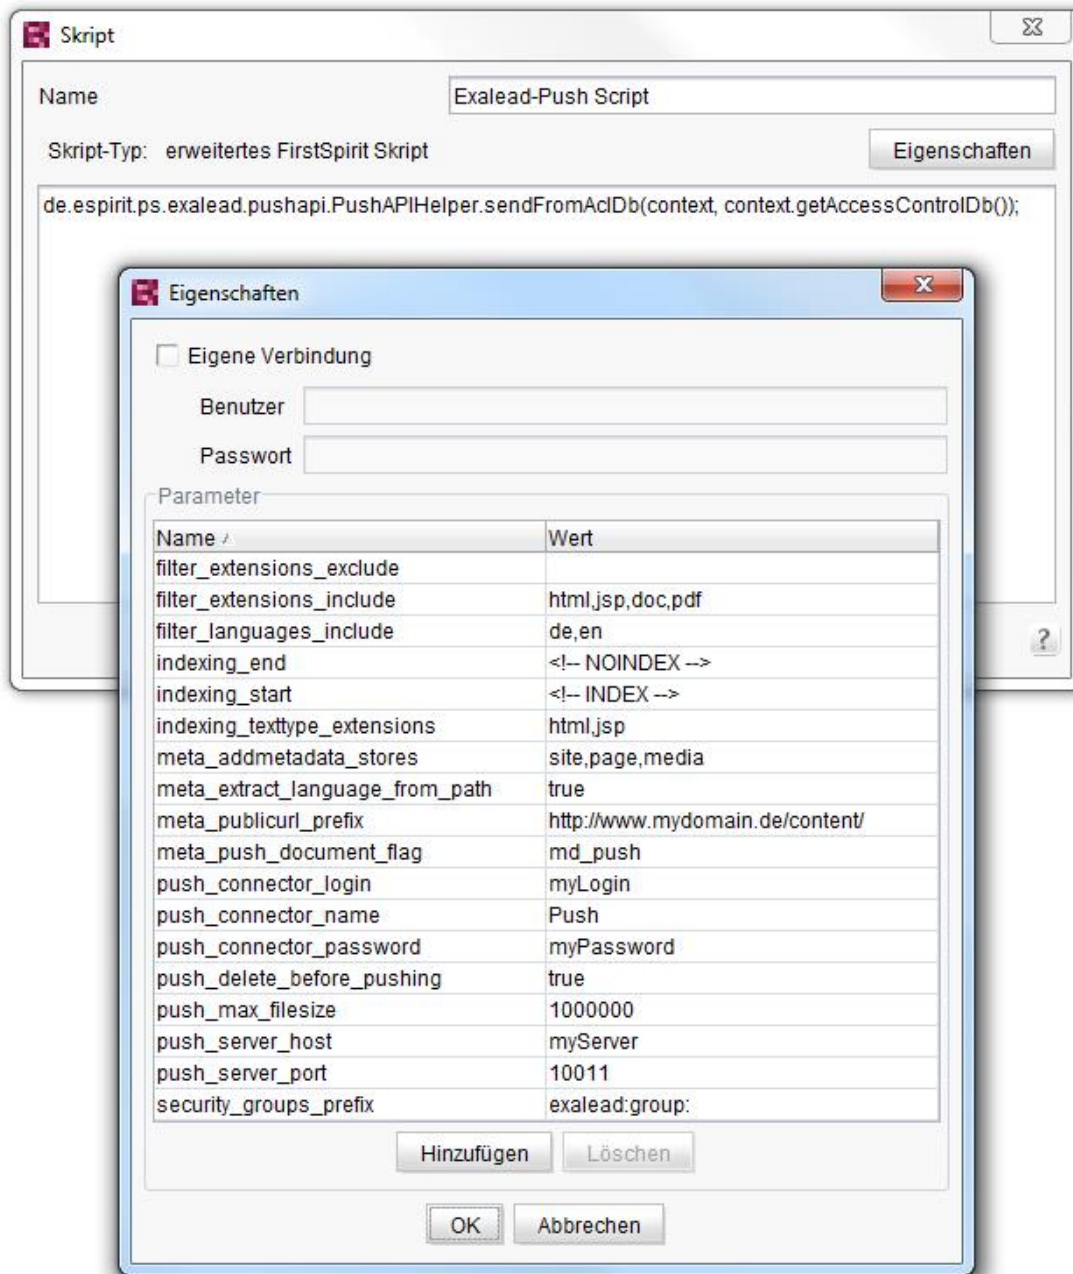 Skript
Name Exalead-Push Script
Skript-Typ: erweitertes FirstSpirit Skript Eigenschaften
de.espirit.ps.exalead.pushapi.PushAPIHelper.sendFromAclDb(context, context.getAccessControlDb());
Eigenschaften
Eigene Verbindung
Benutzer
Passwort
Parameter
Name Wert
filter_extensions_exclude
filter_extensions_include html,jsp,doc,pdf
filter_languages_include de,en
indexing_end <!-- NOINDEX -->
indexing_start <!-- INDEX -->
indexing_texttype_extensions html,jsp
meta_addmetadata_stores site,page,media
meta_extract_language_from_path true
meta_publicurl_prefix http://www.mydomain.de/content/
meta_push_document_flag md_push
push_connector_login myLogin
push_connector_name Push
push_connector_password myPassword
push_delete_before_pushing true
push_max_filesize 1000000
push_server_host myServer
push_server_port 10011
security_groups_prefix exalead:group:
Hinzufügen Löschen
OK Abbrechen
?